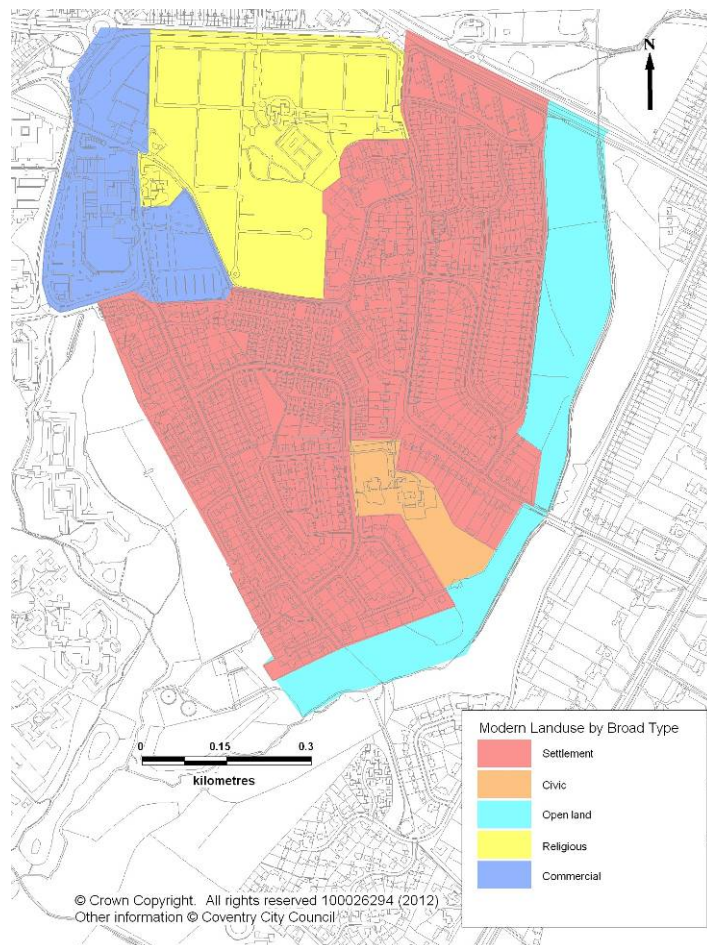 N
0 0.15 0.3
kilometres
Modern Landuse by Broad Type
Settlement
Civic
Open land
Religious
Commercial
© Crown Copyright. All rights reserved 100026294 (2012)
Other information © Coventry City Council